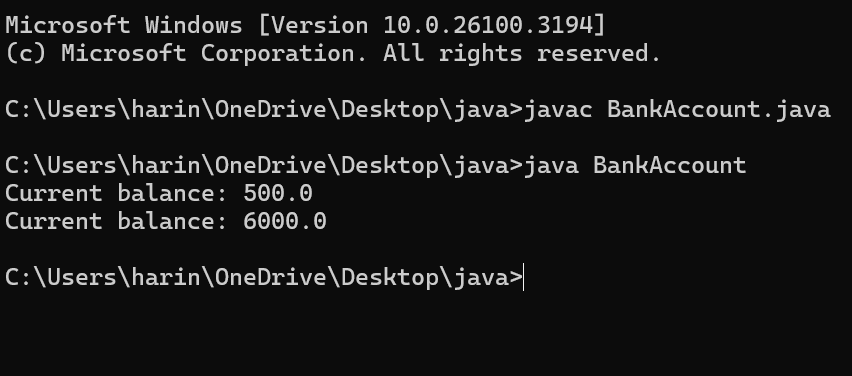 Microsoft Windows [Version 10.0.26100.3194]
(c) Microsoft Corporation. All rights reserved.
C:\Users\harin\OneDrive\Desktop\java>javac BankAccount.java
C:\Users\harin\OneDrive\Desktop\java>java BankAccount
Current balance: 500.0
Current balance: 6000.0
C:\Users\harin\OneDrive\Desktop\java>